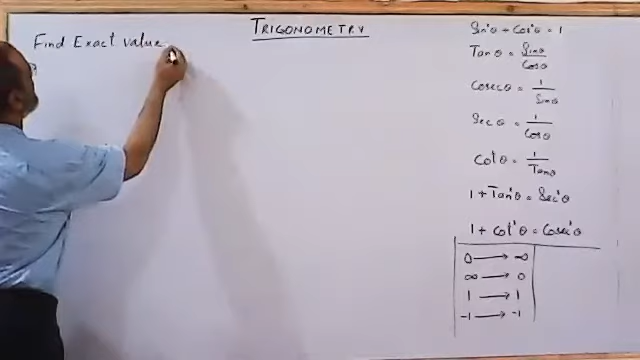 TRIGONOMETRY
Find Exact value
Sin²θ + Cos²θ = 1
Tanθ = Sinθ/Cosθ
Cosecθ = 1/Sinθ
Secθ = 1/Cosθ
Cotθ = 1/Tanθ
1 + Tan²θ = Sec²θ
1 + Cot²θ = Cosec²θ
0 → ∞
∞ → 0
1 → 1
-1 → -1